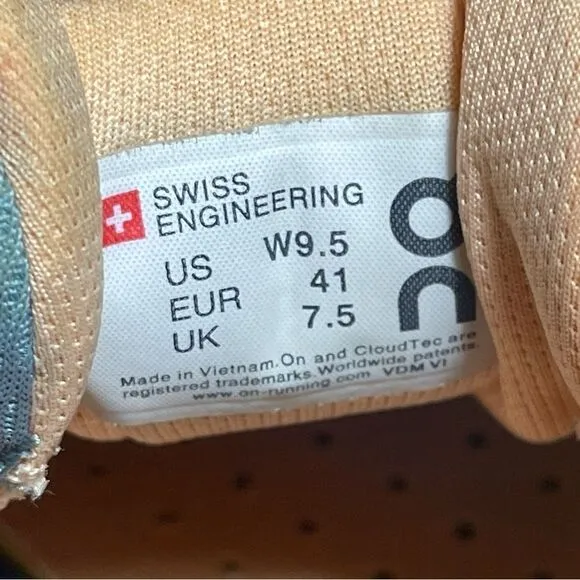 SWISS
ENGINEERING
US W9.5
EUR 41
UK 7.5
on
Made in Vietnam. On and CloudTec are
registered trademarks. Worldwide patents.
www.on-running.com VDM VI